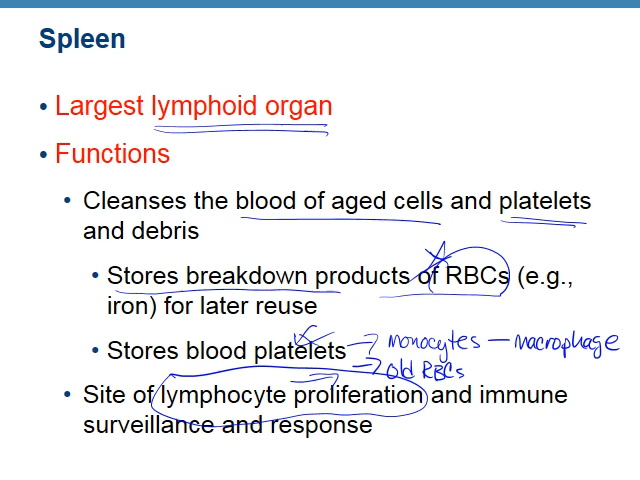 Spleen
• Largest lymphoid organ
• Functions
• Cleanses the blood of aged cells and platelets
and debris
• Stores breakdown products of RBCs (e.g.,
iron) for later reuse
• Stores blood platelets → monocytes — macrophage
→ old RBCs
• Site of lymphocyte proliferation and immune
surveillance and response